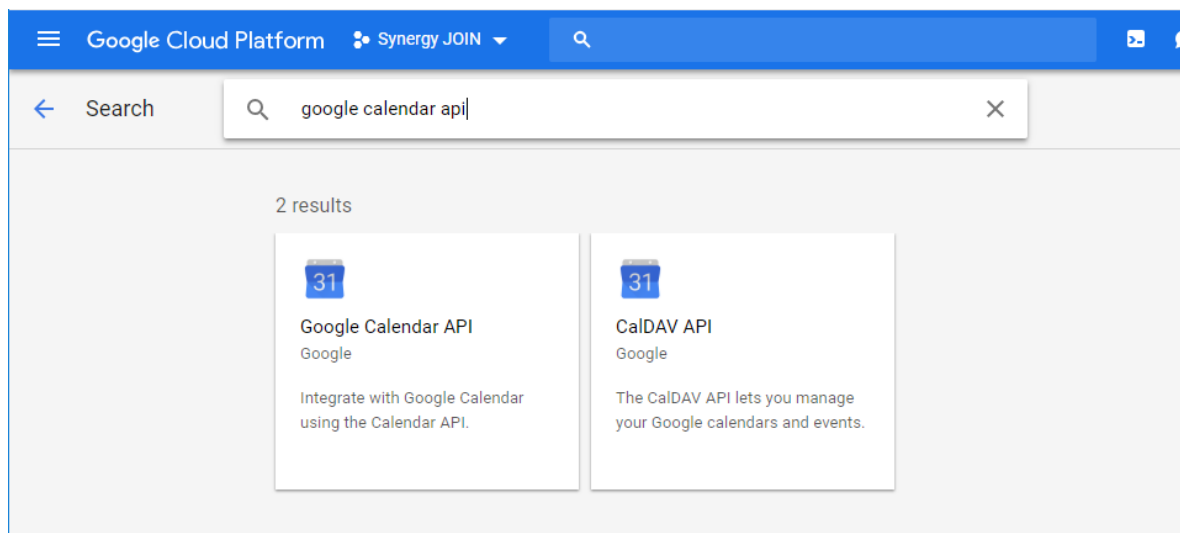 Google Cloud Platform Synergy JOIN
Search google calendar api
2 results
31 31
Google Calendar API CalDAV API
Google Google
Integrate with Google Calendar The CalDAV API lets you manage
using the Calendar API. your Google calendars and events.